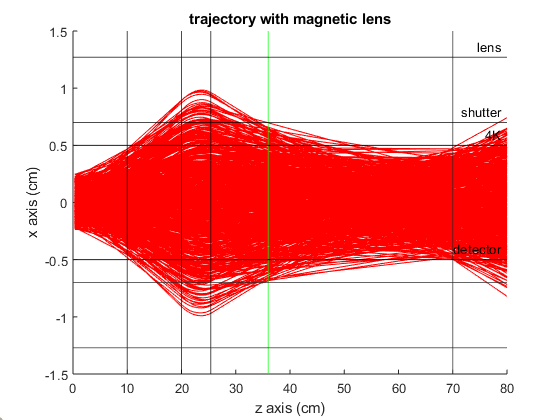 trajectory with magnetic lens
1.5
lens
1
shutter
4K
0.5
x axis (cm)
0
detector
-0.5
-1
-1.5
0 10 20 30 40 50 60 70 80
z axis (cm)